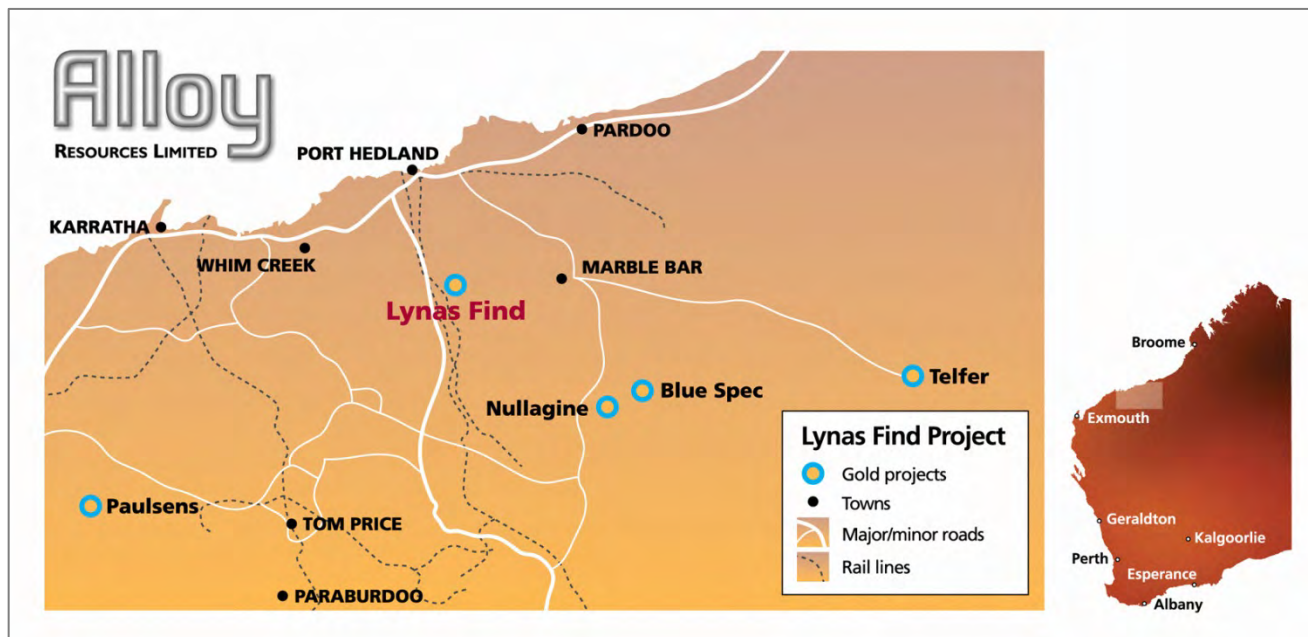 Alloy
RESOURCES LIMITED
PARDOO
PORT HEDLAND
KARRATHA
WHIM CREEK
MARBLE BAR
Lynas Find
Telfer
Blue Spec
Nullagine
Paulsens
TOM PRICE
PARABURDOO
Lynas Find Project
Gold projects
Towns
Major/minor roads
Rail lines
Broome
Exmouth
Geraldton
Kalgoorlie
Perth
Esperance
Albany